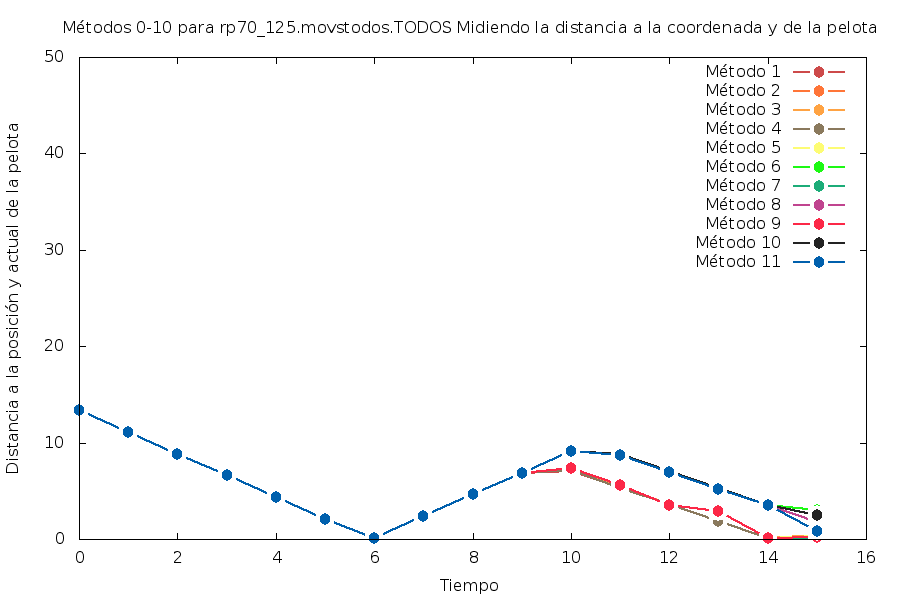 Métodos 0-10 para rp70_125.movstodos.TODOS Midiendo la distancia a la coordenada y de la pelota
Distancia a la posición y actual de la pelota
50
40
30
20
10
0
Método 1
Método 2
Método 3
Método 4
Método 5
Método 6
Método 7
Método 8
Método 9
Método 10
Método 11
0 2 4 6 8 10 12 14 16
Tiempo